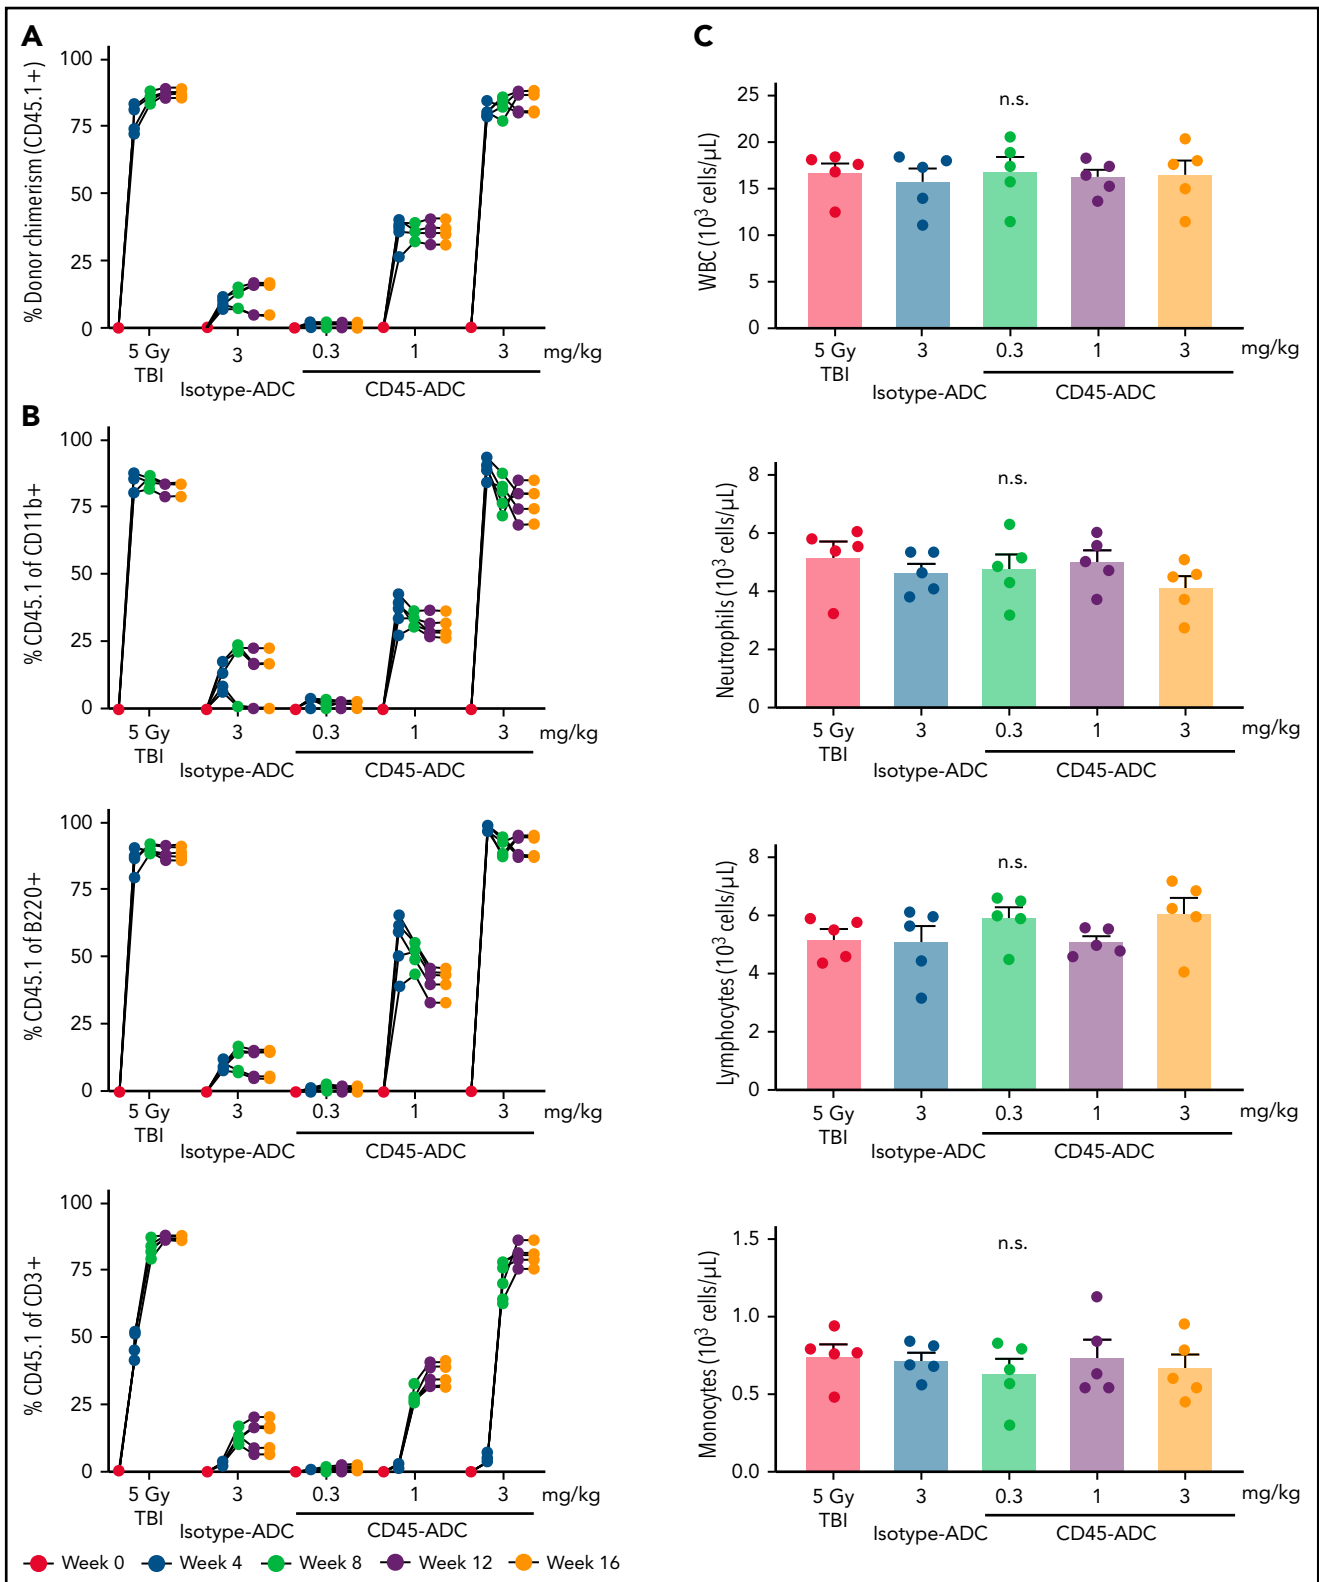 A
% Donor chimerism (CD45.1+)
100
75
50
25
0
5 Gy TBI
3
0.3
1
3
mg/kg
Isotype-ADC
CD45-ADC
B
% CD45.1 of CD11b+
100
75
50
25
0
5 Gy TBI
3
0.3
1
3
mg/kg
Isotype-ADC
CD45-ADC
% CD45.1 of B220+
100
75
50
25
0
5 Gy TBI
3
0.3
1
3
mg/kg
Isotype-ADC
CD45-ADC
% CD45.1 of CD3+
100
75
50
25
0
5 Gy TBI
3
0.3
1
3
mg/kg
Isotype-ADC
CD45-ADC
Week 0 Week 4 Week 8 Week 12 Week 16
C
WBC (10³ cells/µL)
25
20
15
10
5
0
n.s.
5 Gy TBI
3
0.3
1
3
mg/kg
Isotype-ADC
CD45-ADC
Neutrophils (10³ cells/µL)
8
6
4
2
0
n.s.
5 Gy TBI
3
0.3
1
3
mg/kg
Isotype-ADC
CD45-ADC
Lymphocytes (10³ cells/µL)
8
6
4
2
0
n.s.
5 Gy TBI
3
0.3
1
3
mg/kg
Isotype-ADC
CD45-ADC
Monocytes (10³ cells/µL)
1.5
1.0
0.5
0.0
n.s.
5 Gy TBI
3
0.3
1
3
mg/kg
Isotype-ADC
CD45-ADC